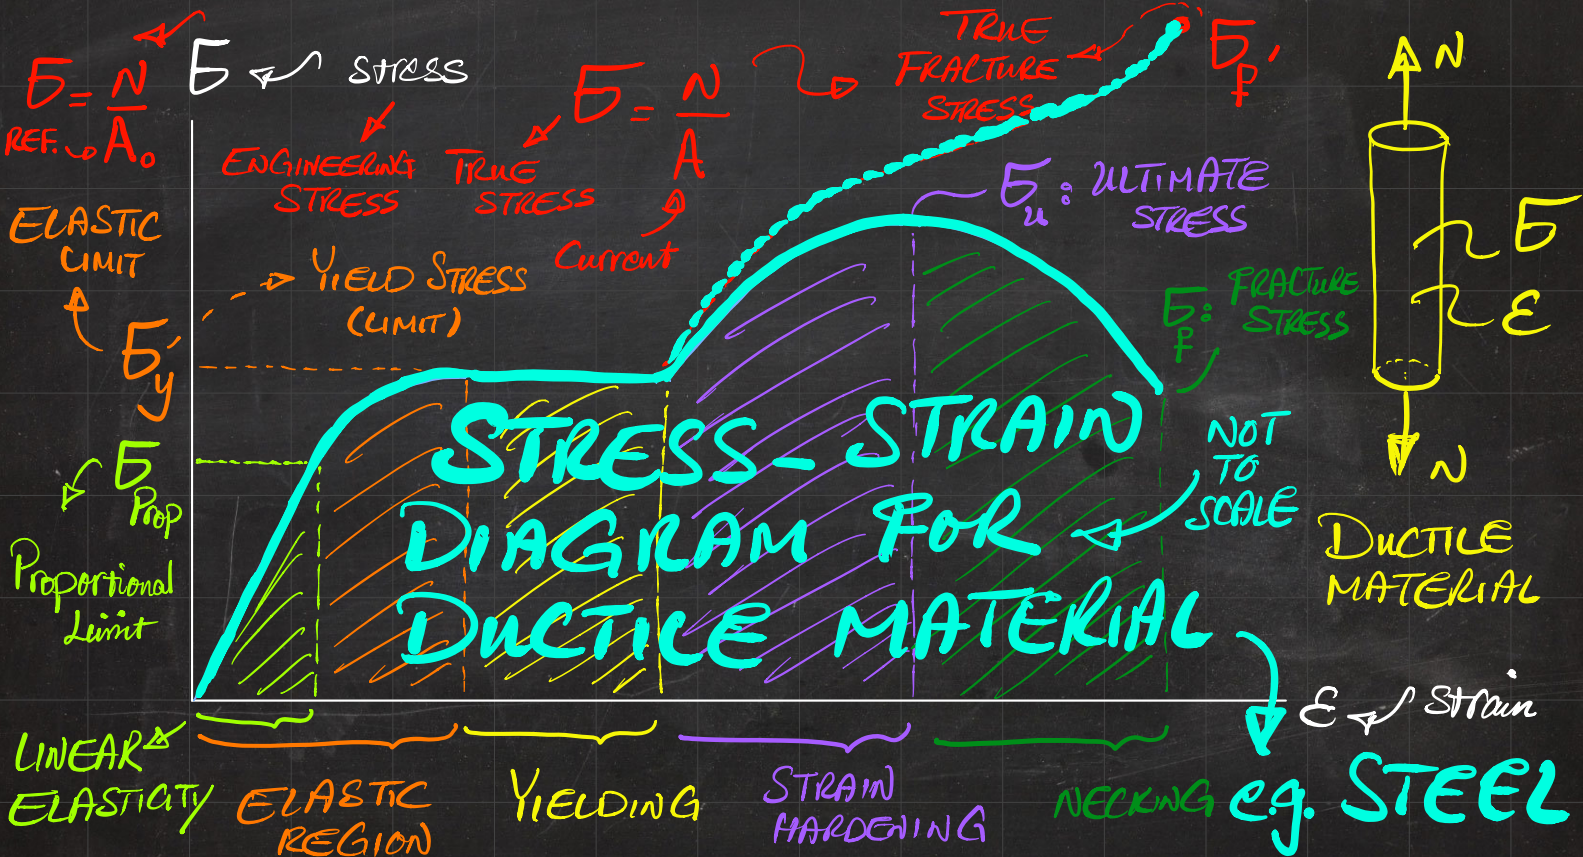 σ = N / A₀
REF.
σ
STRESS
ENGINEERING
STRESS
TRUE
STRESS
σ = N / A
Current
TRUE
FRACTURE
STRESS
σf'
σu : ULTIMATE
STRESS
ELASTIC
LIMIT
YIELD STRESS
(LIMIT)
σy
σf : FRACTURE
STRESS
N
σ
ε
N
DUCTILE
MATERIAL
σProp
Proportional
Limit
STRESS-STRAIN
DIAGRAM FOR
DUCTILE MATERIAL
NOT
TO
SCALE
ε
Strain
LINEAR
ELASTICITY
ELASTIC
REGION
YIELDING
STRAIN
HARDENING
NECKING
e.g. STEEL